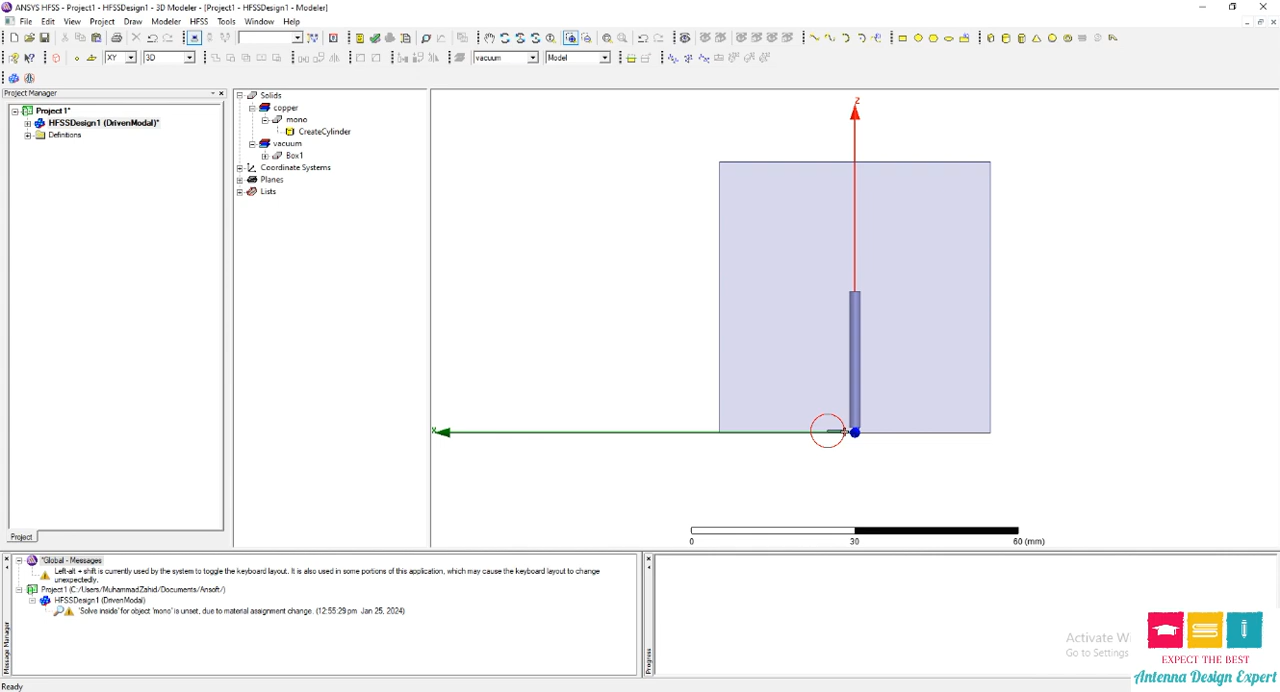 ANSYS HFSS - Project1 - HFSSDesign1 - 3D Modeler - [Project1 - HFSSDesign1 - Modeler]
File Edit View Project Draw Modeler HFSS Tools Window Help
XY 3D vacuum Model
Project Manager
Project1*
HFSSDesign1 (DrivenModal)*
Definitions
Project
Solids
copper
mono
CreateCylinder
vacuum
Box1
Coordinate Systems
Planes
Lists
Z
0 30 60 (mm)
*Global - Messages
Left-alt + shift is currently used by the system to toggle the keyboard layout. It is also used in some portions of this application, which may cause the keyboard layout to change
unexpectedly.
Project1 (C:/Users/MuhammadZahid/Documents/Ansoft/)
HFSSDesign1 (DrivenModal)
'Solve inside' for object 'mono' is unset, due to material assignment change. (12:55:29 pm Jan 25, 2024)
Message Manager
Progress
Activate Wi
Go to Settings
EXPECT THE BEST
Antenna Design Expert
Ready